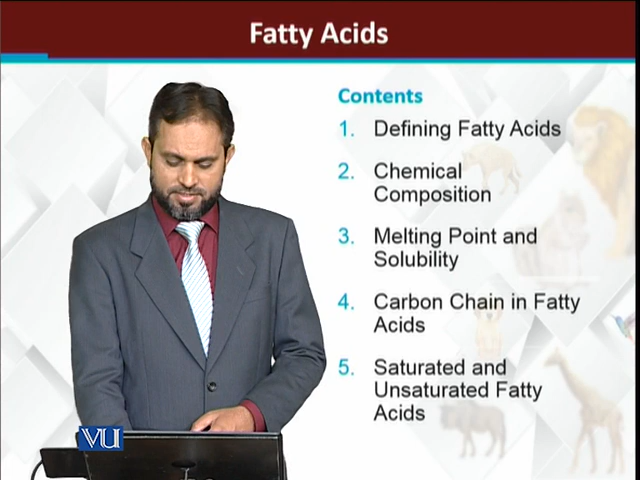 Fatty Acids
Contents
1. Defining Fatty Acids
2. Chemical
Composition
3. Melting Point and
Solubility
4. Carbon Chain in Fatty
Acids
5. Saturated and
Unsaturated Fatty
Acids
VU